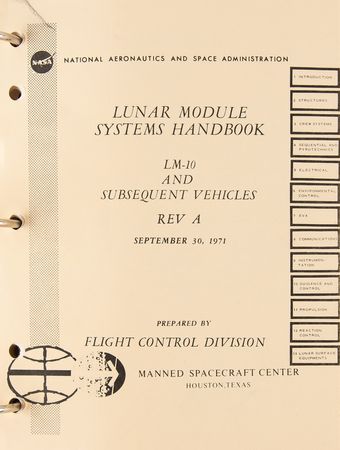 NASA
NATIONAL AERONAUTICS AND SPACE ADMINISTRATION
LUNAR MODULE
SYSTEMS HANDBOOK
LM-10
AND
SUBSEQUENT VEHICLES
REV A
SEPTEMBER 30, 1971
PREPARED BY
FLIGHT CONTROL DIVISION
MANNED SPACECRAFT CENTER
HOUSTON, TEXAS
1 INTRODUCTION
2 STRUCTURES
3 CREW SYSTEMS
4 SEQUENTIAL AND
PYROTECHNICS
5 ELECTRICAL
6 ENVIRONMENTAL
CONTROL
7 EVA
8 COMMUNICATIONS
9 INSTRUMEN-
TATION
10 GUIDANCE AND
CONTROL
11 PROPULSION
12 REACTION
CONTROL
13 LUNAR SURFACE
EQUIPMENTS